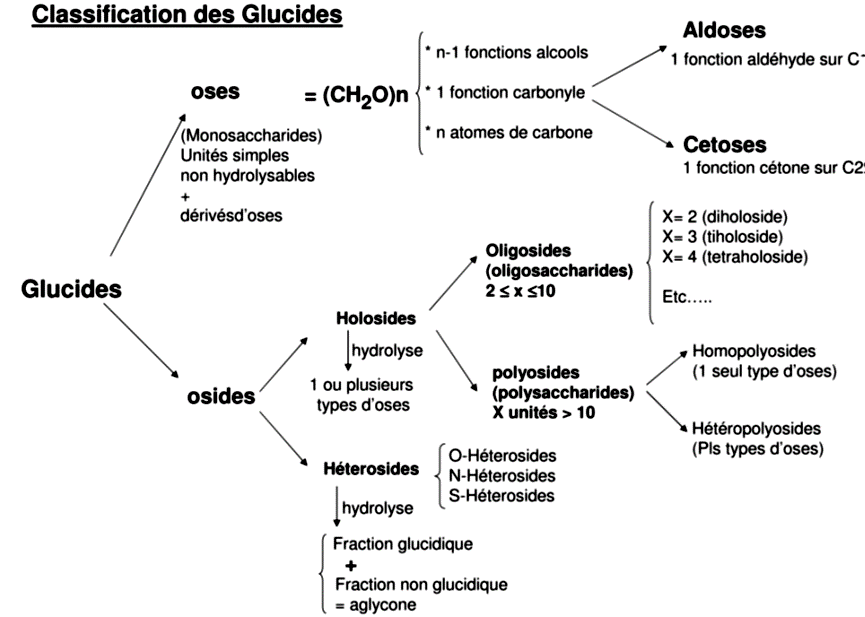 Classification des Glucides
oses
= (CH2O)n
* n-1 fonctions alcools
* 1 fonction carbonyle
* n atomes de carbone
Aldoses
1 fonction aldéhyde sur C
Cetoses
1 fonction cétone sur C2
(Monosaccharides)
Unités simples
non hydrolysables
+
dérivésd'oses
Glucides
osides
Holosides
hydrolyse
1 ou plusieurs
types d'oses
Oligosides
(oligosaccharides)
2 ≤ x ≤10
X= 2 (diholoside)
X= 3 (tiholoside)
X= 4 (tetraholoside)
Etc.....
polyosides
(polysaccharides)
X unités > 10
Homopolyosides
(1 seul type d'oses)
Hétéropolyosides
(Pls types d'oses)
Héterosides
O-Héterosides
N-Héterosides
S-Héterosides
hydrolyse
Fraction glucidique
+
Fraction non glucidique
= aglycone